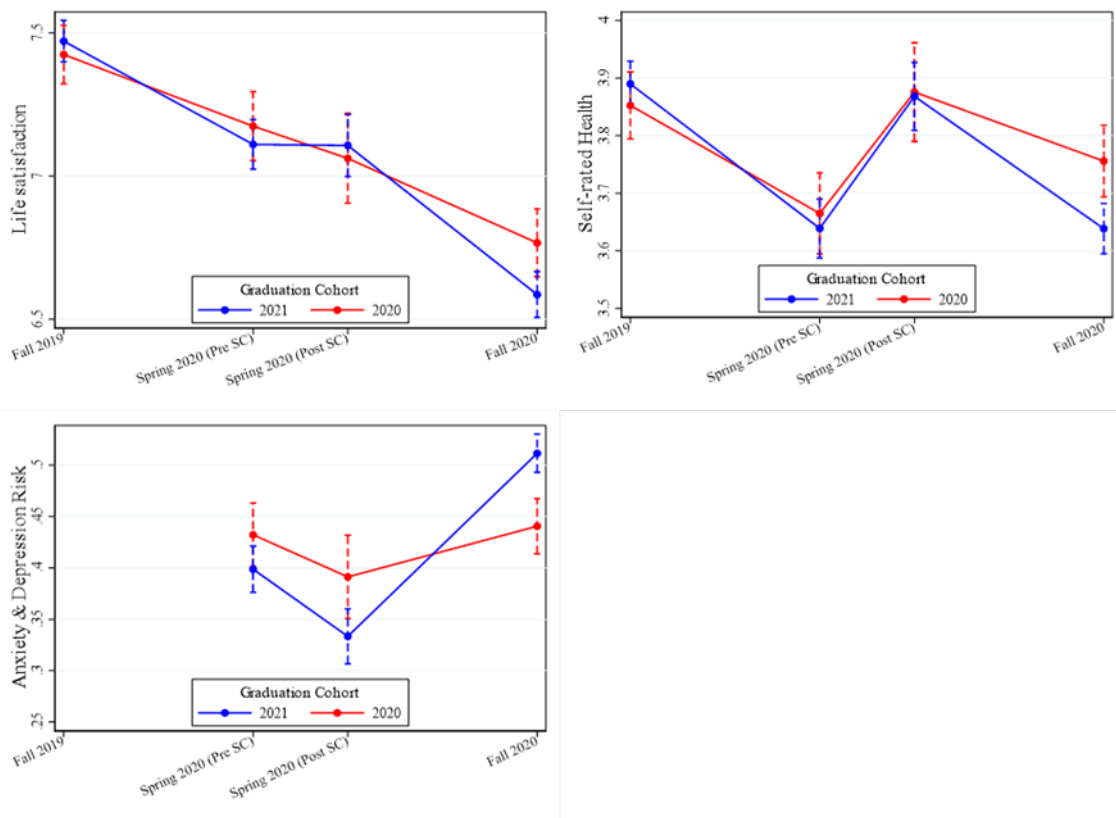 Life satisfaction
7.5
7
6.5
Graduation Cohort
2021 2020
Fall 2019
Spring 2020 (Pre SC)
Spring 2020 (Post SC)
Fall 2020
Self-rated Health
4
3.9
3.8
3.7
3.6
3.5
Graduation Cohort
2021 2020
Fall 2019
Spring 2020 (Pre SC)
Spring 2020 (Post SC)
Fall 2020
Anxiety & Depression Risk
.5
.45
.4
.35
.3
.25
Graduation Cohort
2021 2020
Fall 2019
Spring 2020 (Pre SC)
Spring 2020 (Post SC)
Fall 2020